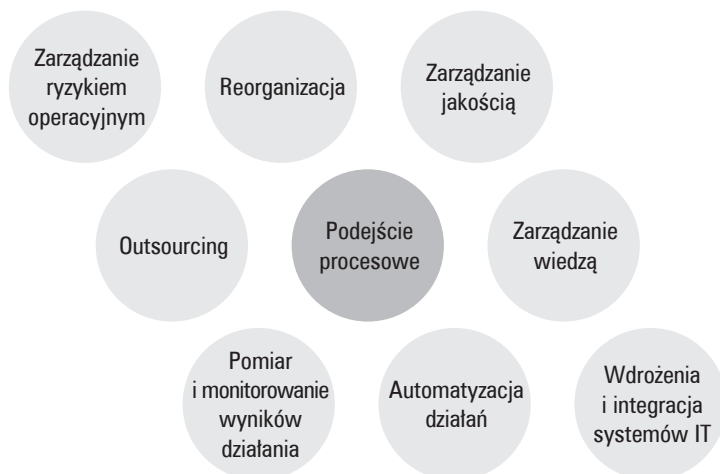 Zarządzanie
ryzykiem
operacyjnym
Reorganizacja
Zarządzanie
jakością
Outsourcing
Podejście
procesowe
Zarządzanie
wiedzą
Pomiar
i monitorowanie
wyników
działania
Automatyzacja
działań
Wdrożenia
i integracja
systemów IT